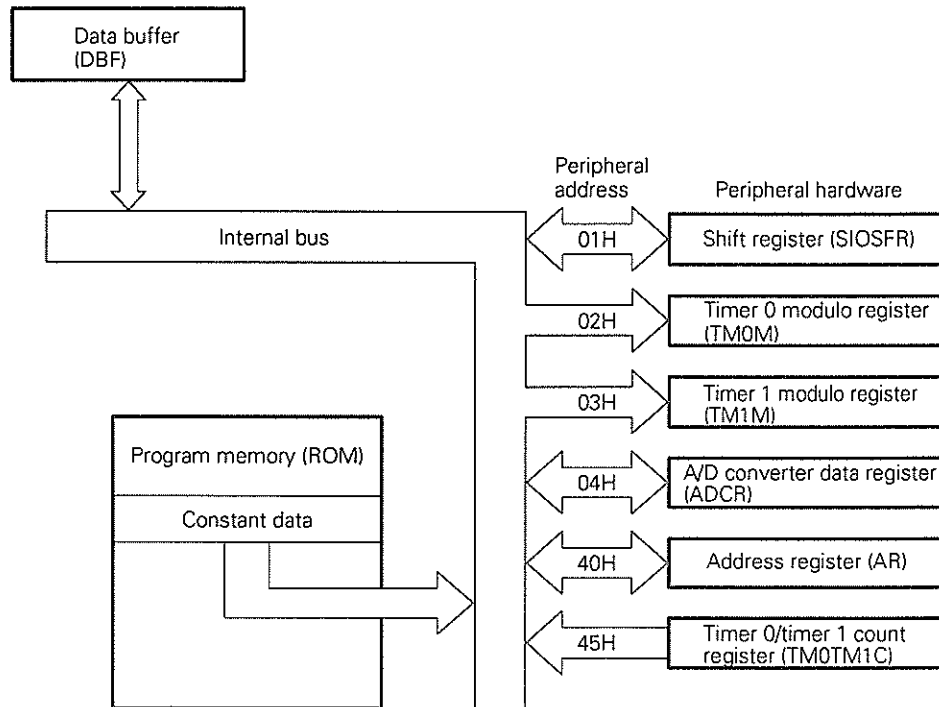 Data buffer
(DBF)
Peripheral
address
Peripheral hardware
Internal bus
01H
Shift register (SIOSFR)
02H
Timer 0 modulo register
(TM0M)
03H
Timer 1 modulo register
(TM1M)
Program memory (ROM)
04H
A/D converter data register
(ADCR)
Constant data
40H
Address register (AR)
45H
Timer 0/timer 1 count
register (TM0TM1C)